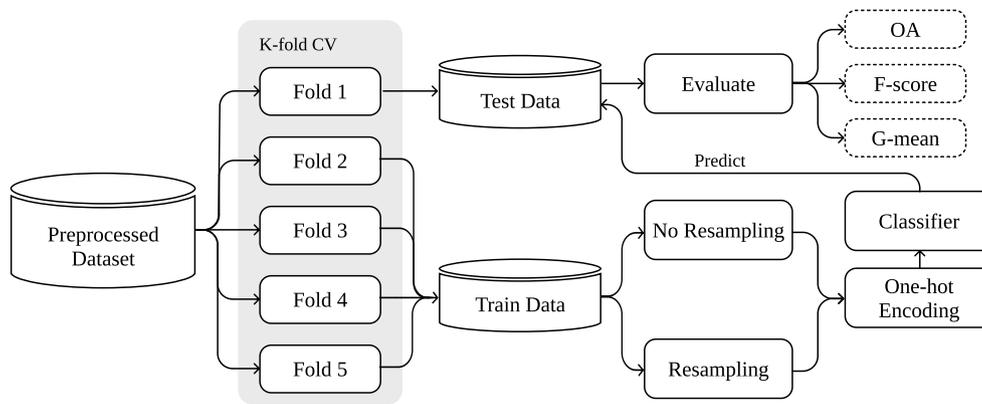 K-fold CV
Fold 1
Fold 2
Fold 3
Fold 4
Fold 5
Preprocessed
Dataset
Test Data
Train Data
Evaluate
OA
F-score
G-mean
Predict
No Resampling
Resampling
Classifier
One-hot
Encoding